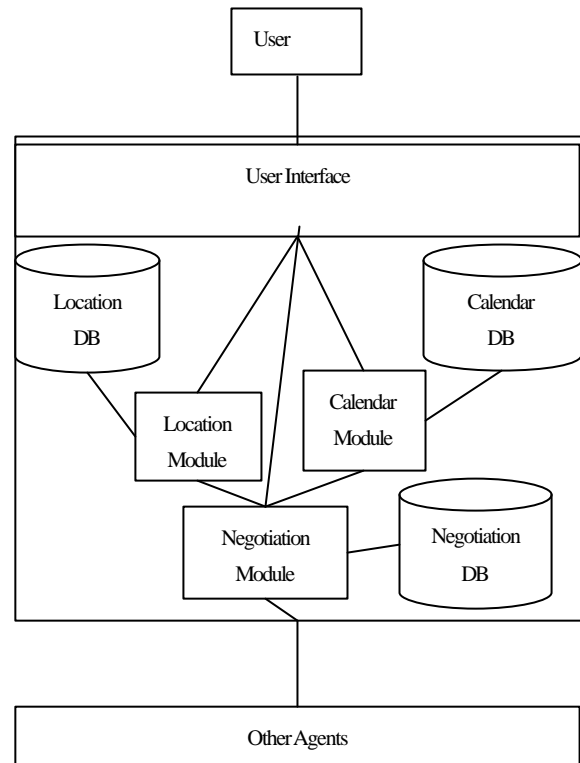 User
User Interface
Location
DB
Calendar
DB
Location
Module
Calendar
Module
Negotiation
Module
Negotiation
DB
Other Agents